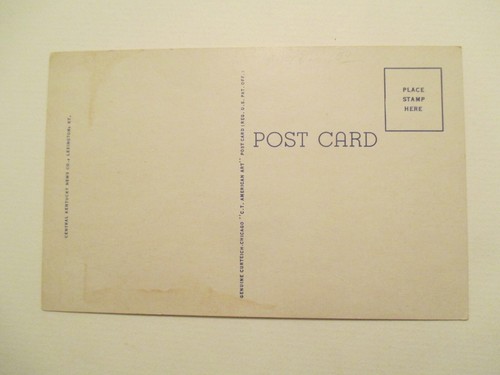 CENTRAL KENTUCKY NEWS CO., LEXINGTON, KY.
GENUINE CURTEICH-CHICAGO "C.T. AMERICAN ART" POST CARD (REG. U.S. PAT. OFF.)
POST CARD
PLACE
STAMP
HERE